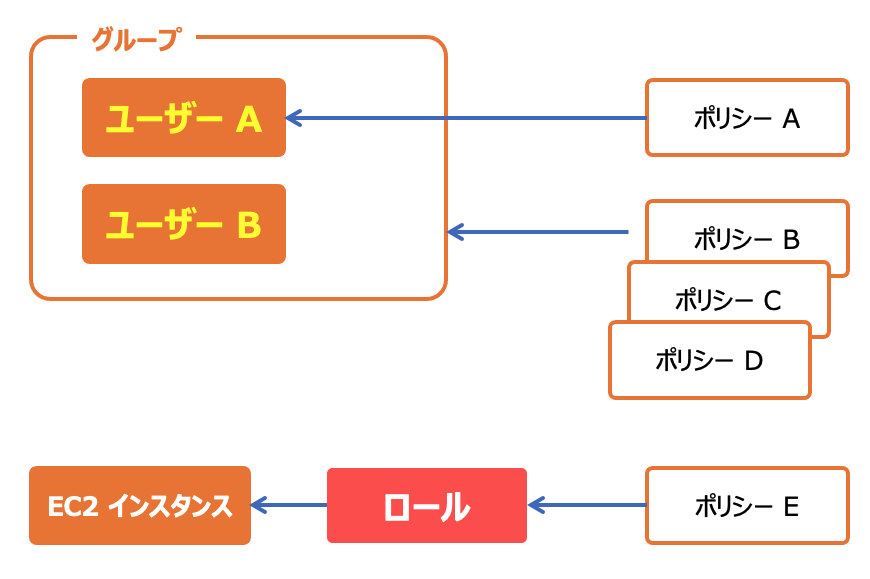 グループ
ユーザー A
ポリシー A
ユーザー B
ポリシー B
ポリシー C
ポリシー D
EC2 インスタンス
ロール
ポリシー E